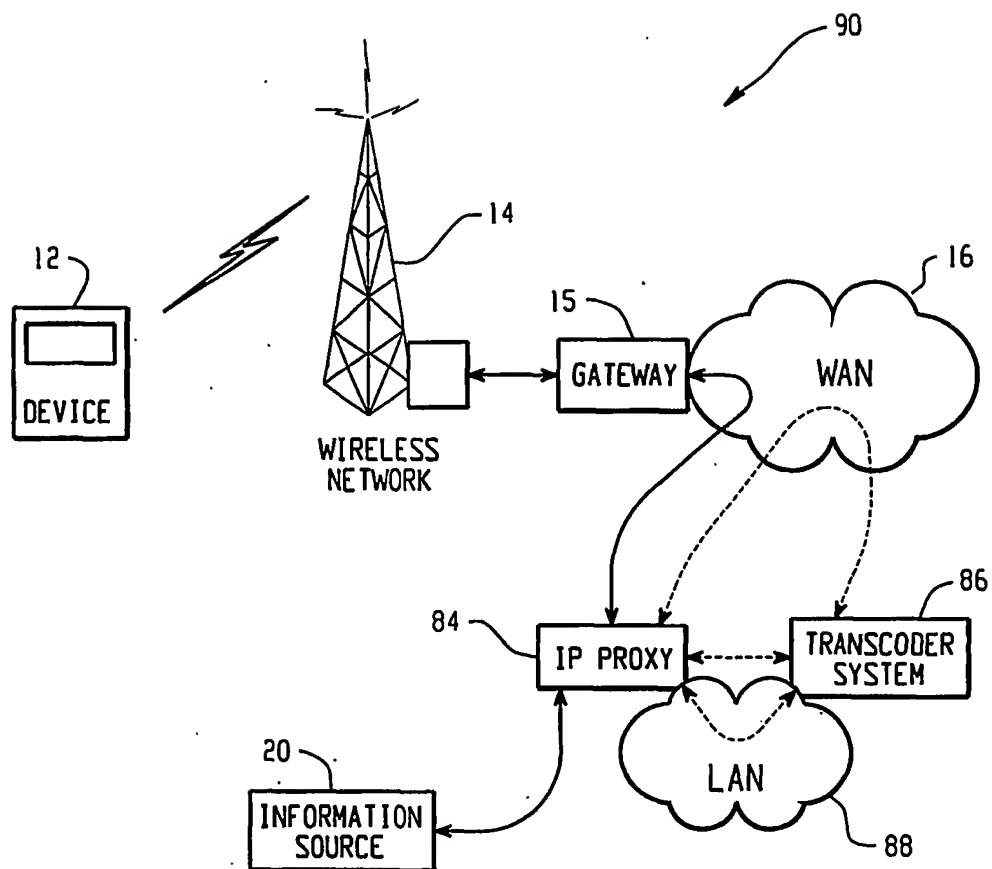 90
14
12
16
15
GATEWAY
WAN
DEVICE
WIRELESS
NETWORK
86
84
IP PROXY
TRANSCODER
SYSTEM
20
LAN
INFORMATION
SOURCE
88